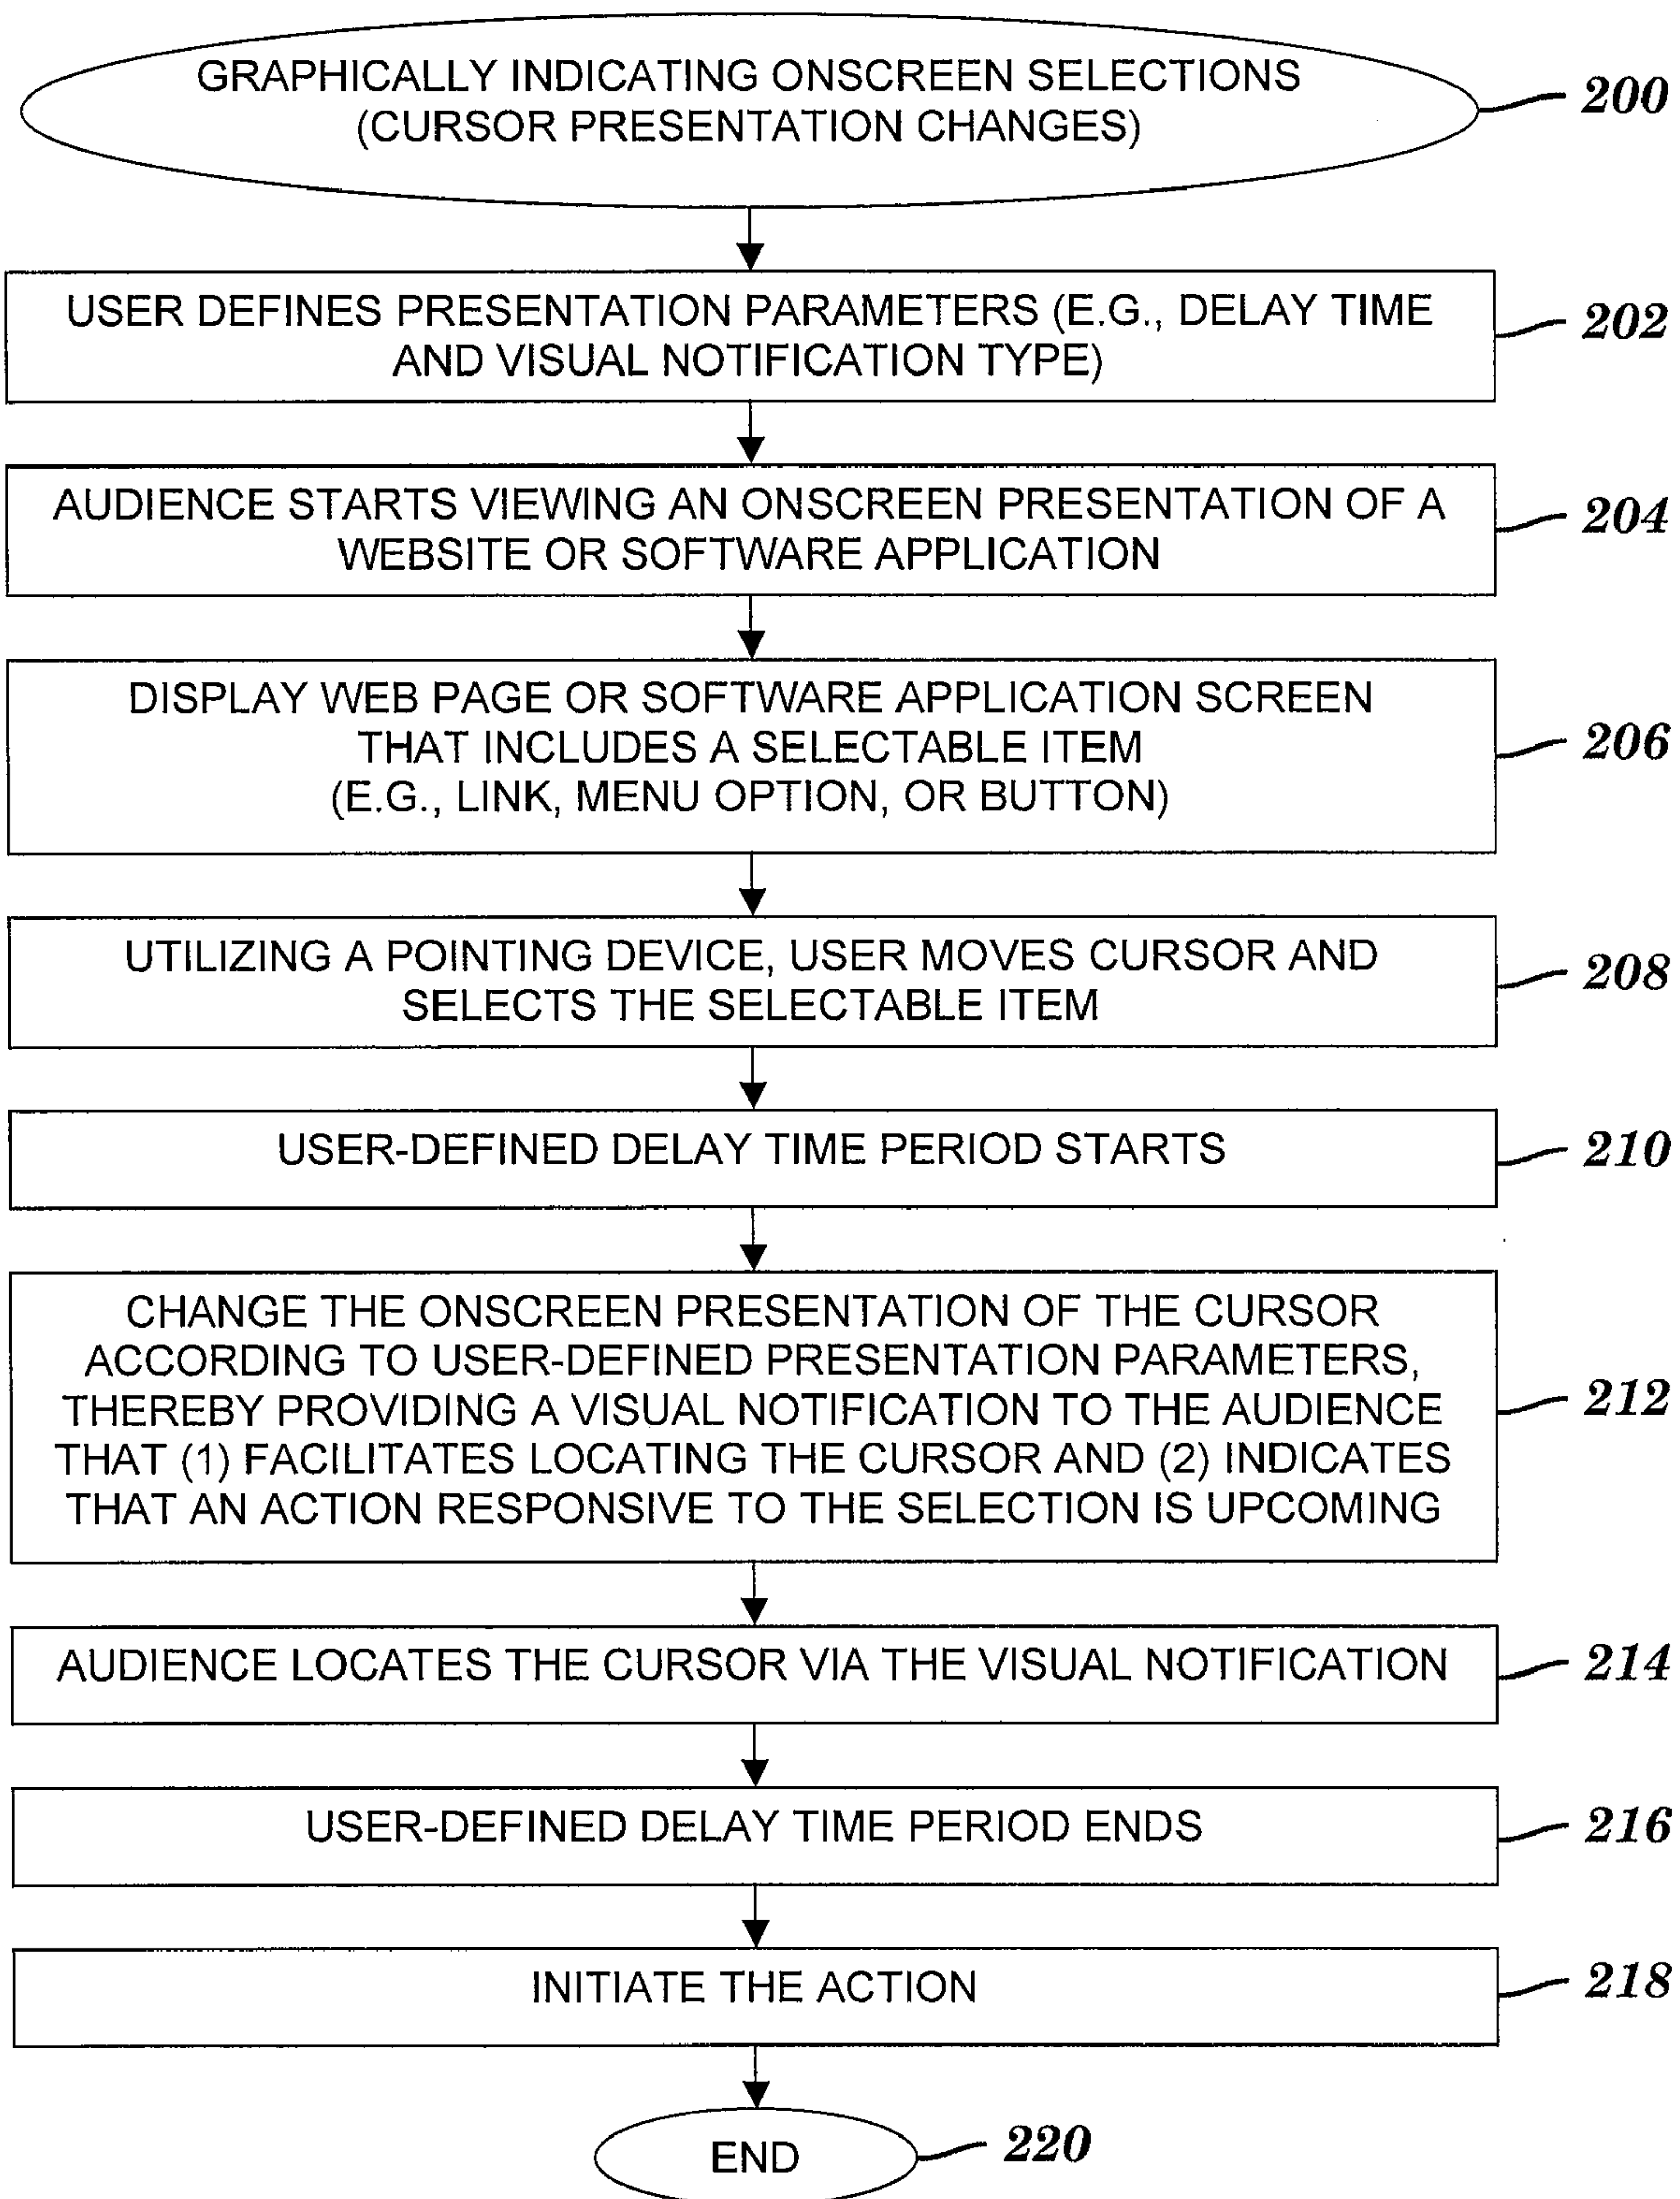 GRAPHICALLY INDICATING ONSCREEN SELECTIONS
(CURSOR PRESENTATION CHANGES)
200
USER DEFINES PRESENTATION PARAMETERS (E.G., DELAY TIME
AND VISUAL NOTIFICATION TYPE)
202
AUDIENCE STARTS VIEWING AN ONSCREEN PRESENTATION OF A
WEBSITE OR SOFTWARE APPLICATION
204
DISPLAY WEB PAGE OR SOFTWARE APPLICATION SCREEN
THAT INCLUDES A SELECTABLE ITEM
(E.G., LINK, MENU OPTION, OR BUTTON)
206
UTILIZING A POINTING DEVICE, USER MOVES CURSOR AND
SELECTS THE SELECTABLE ITEM
208
USER-DEFINED DELAY TIME PERIOD STARTS
210
CHANGE THE ONSCREEN PRESENTATION OF THE CURSOR
ACCORDING TO USER-DEFINED PRESENTATION PARAMETERS,
THEREBY PROVIDING A VISUAL NOTIFICATION TO THE AUDIENCE
THAT (1) FACILITATES LOCATING THE CURSOR AND (2) INDICATES
THAT AN ACTION RESPONSIVE TO THE SELECTION IS UPCOMING
212
AUDIENCE LOCATES THE CURSOR VIA THE VISUAL NOTIFICATION
214
USER-DEFINED DELAY TIME PERIOD ENDS
216
INITIATE THE ACTION
218
END
220